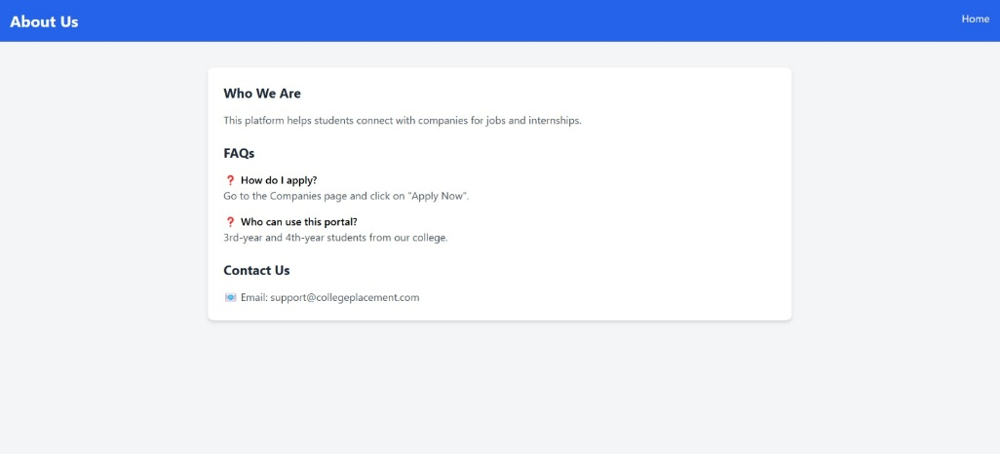 About Us
Home
Who We Are
This platform helps students connect with companies for jobs and internships.
FAQs
❓ How do I apply?
Go to the Companies page and click on "Apply Now".
❓ Who can use this portal?
3rd-year and 4th-year students from our college.
Contact Us
📧 Email: support@collegeplacement.com